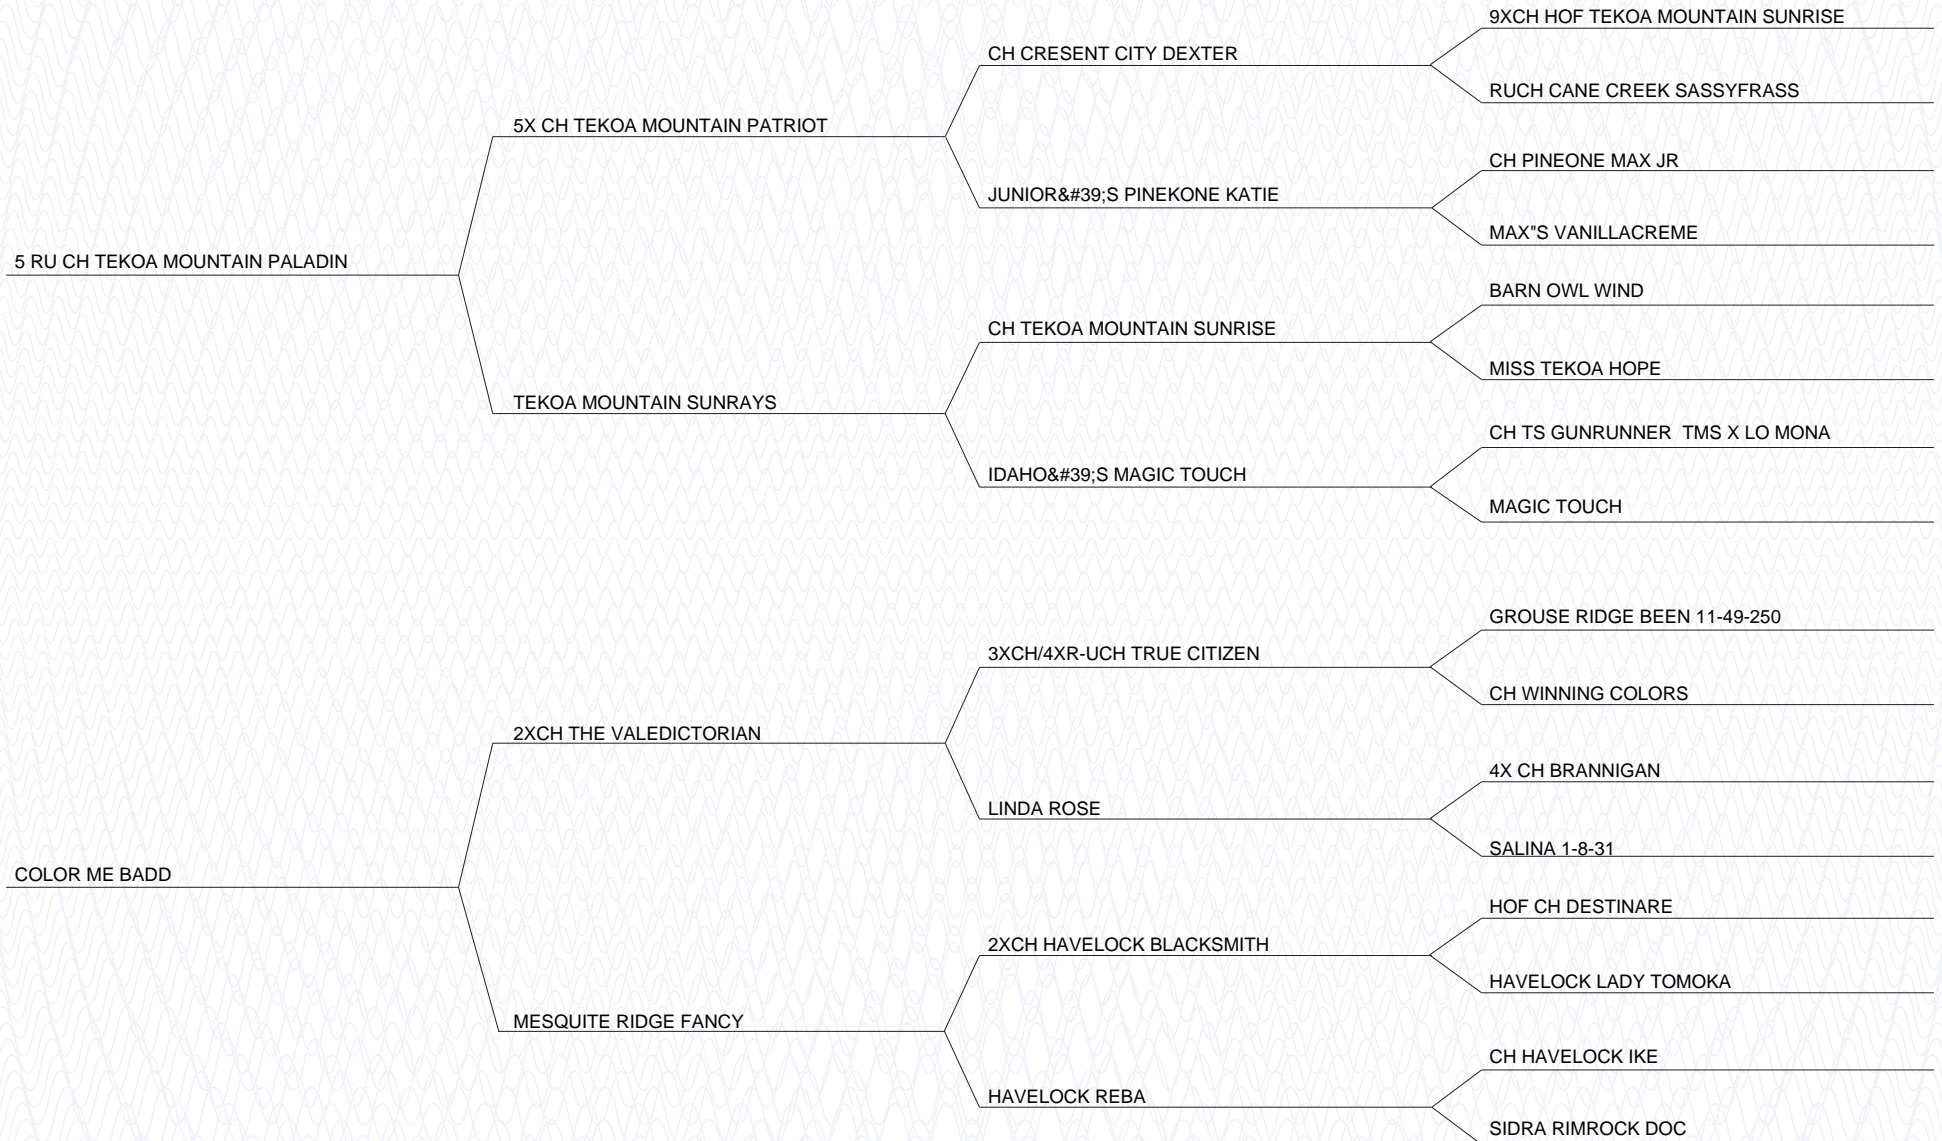 9XCH HOF TEKOA MOUNTAIN SUNRISE
CH CRESENT CITY DEXTER
RUCH CANE CREEK SASSYFRASS
5X CH TEKOA MOUNTAIN PATRIOT
CH PINEONE MAX JR
JUNIOR&#39;S PINEKONE KATIE
MAX"S VANILLACREME
5 RU CH TEKOA MOUNTAIN PALADIN
BARN OWL WIND
CH TEKOA MOUNTAIN SUNRISE
MISS TEKOA HOPE
TEKOA MOUNTAIN SUNRAYS
CH TS GUNRUNNER  TMS X LO MONA
IDAHO&#39;S MAGIC TOUCH
MAGIC TOUCH
GROUSE RIDGE BEEN 11-49-250
3XCH/4XR-UCH TRUE CITIZEN
CH WINNING COLORS
2XCH THE VALEDICTORIAN
4X CH BRANNIGAN
LINDA ROSE
SALINA 1-8-31
COLOR ME BADD
HOF CH DESTINARE
2XCH HAVELOCK BLACKSMITH
HAVELOCK LADY TOMOKA
MESQUITE RIDGE FANCY
CH HAVELOCK IKE
HAVELOCK REBA
SIDRA RIMROCK DOC